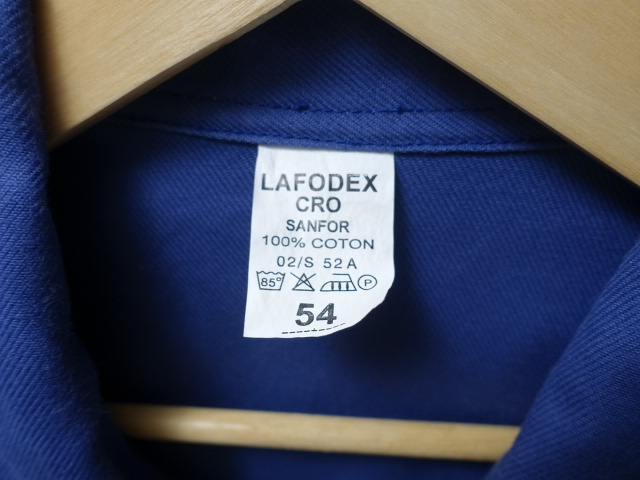 LAFODEX
CRO
SANFOR
100% COTON
02/S 52 A
85° P
54